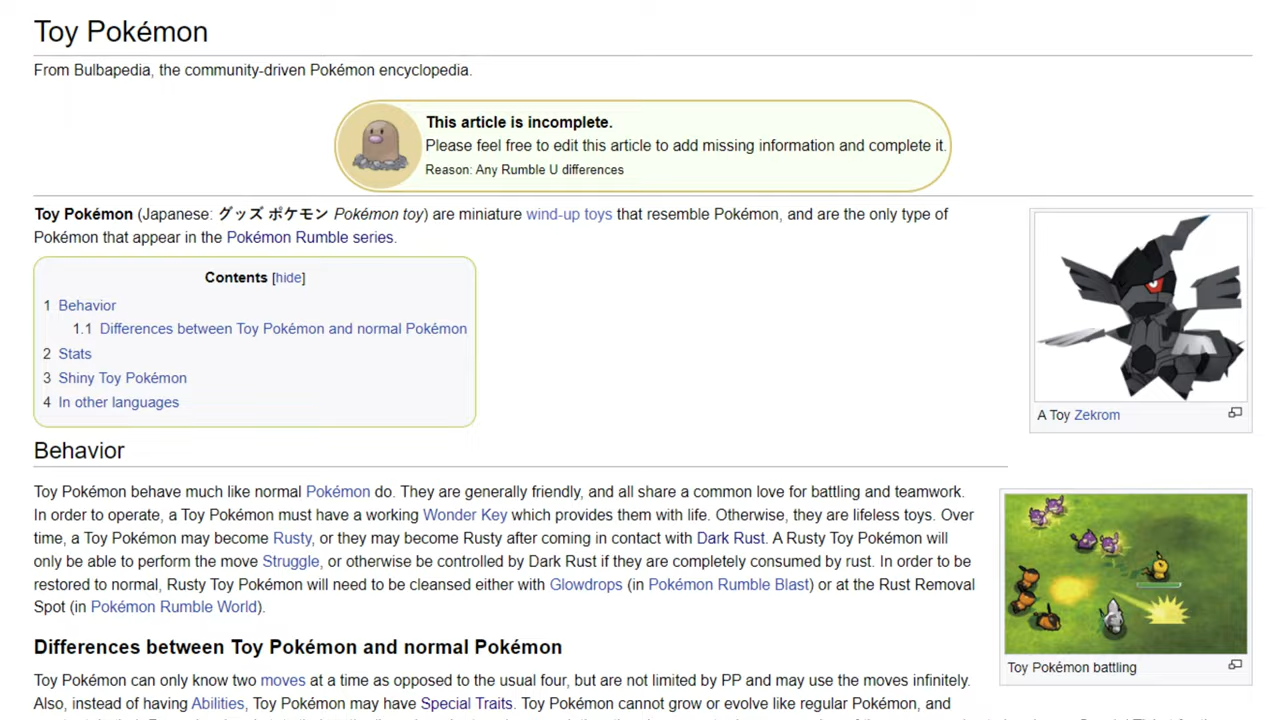 Toy Pokémon
From Bulbapedia, the community-driven Pokémon encyclopedia.
This article is incomplete.
Please feel free to edit this article to add missing information and complete it.
Reason: Any Rumble U differences
Toy Pokémon (Japanese: グッズ ポケモン Pokémon toy) are miniature wind-up toys that resemble Pokémon, and are the only type of
Pokémon that appear in the Pokémon Rumble series.
Contents [hide]
1 Behavior
1.1 Differences between Toy Pokémon and normal Pokémon
2 Stats
3 Shiny Toy Pokémon
4 In other languages
A Toy Zekrom
Behavior
Toy Pokémon behave much like normal Pokémon do. They are generally friendly, and all share a common love for battling and teamwork.
In order to operate, a Toy Pokémon must have a working Wonder Key which provides them with life. Otherwise, they are lifeless toys. Over
time, a Toy Pokémon may become Rusty, or they may become Rusty after coming in contact with Dark Rust. A Rusty Toy Pokémon will
only be able to perform the move Struggle, or otherwise be controlled by Dark Rust if they are completely consumed by rust. In order to be
restored to normal, Rusty Toy Pokémon will need to be cleansed either with Glowdrops (in Pokémon Rumble Blast) or at the Rust Removal
Spot (in Pokémon Rumble World).
Toy Pokémon battling
Differences between Toy Pokémon and normal Pokémon
Toy Pokémon can only know two moves at a time as opposed to the usual four, but are not limited by PP and may use the moves infinitely.
Also, instead of having Abilities, Toy Pokémon may have Special Traits. Toy Pokémon cannot grow or evolve like regular Pokémon, and